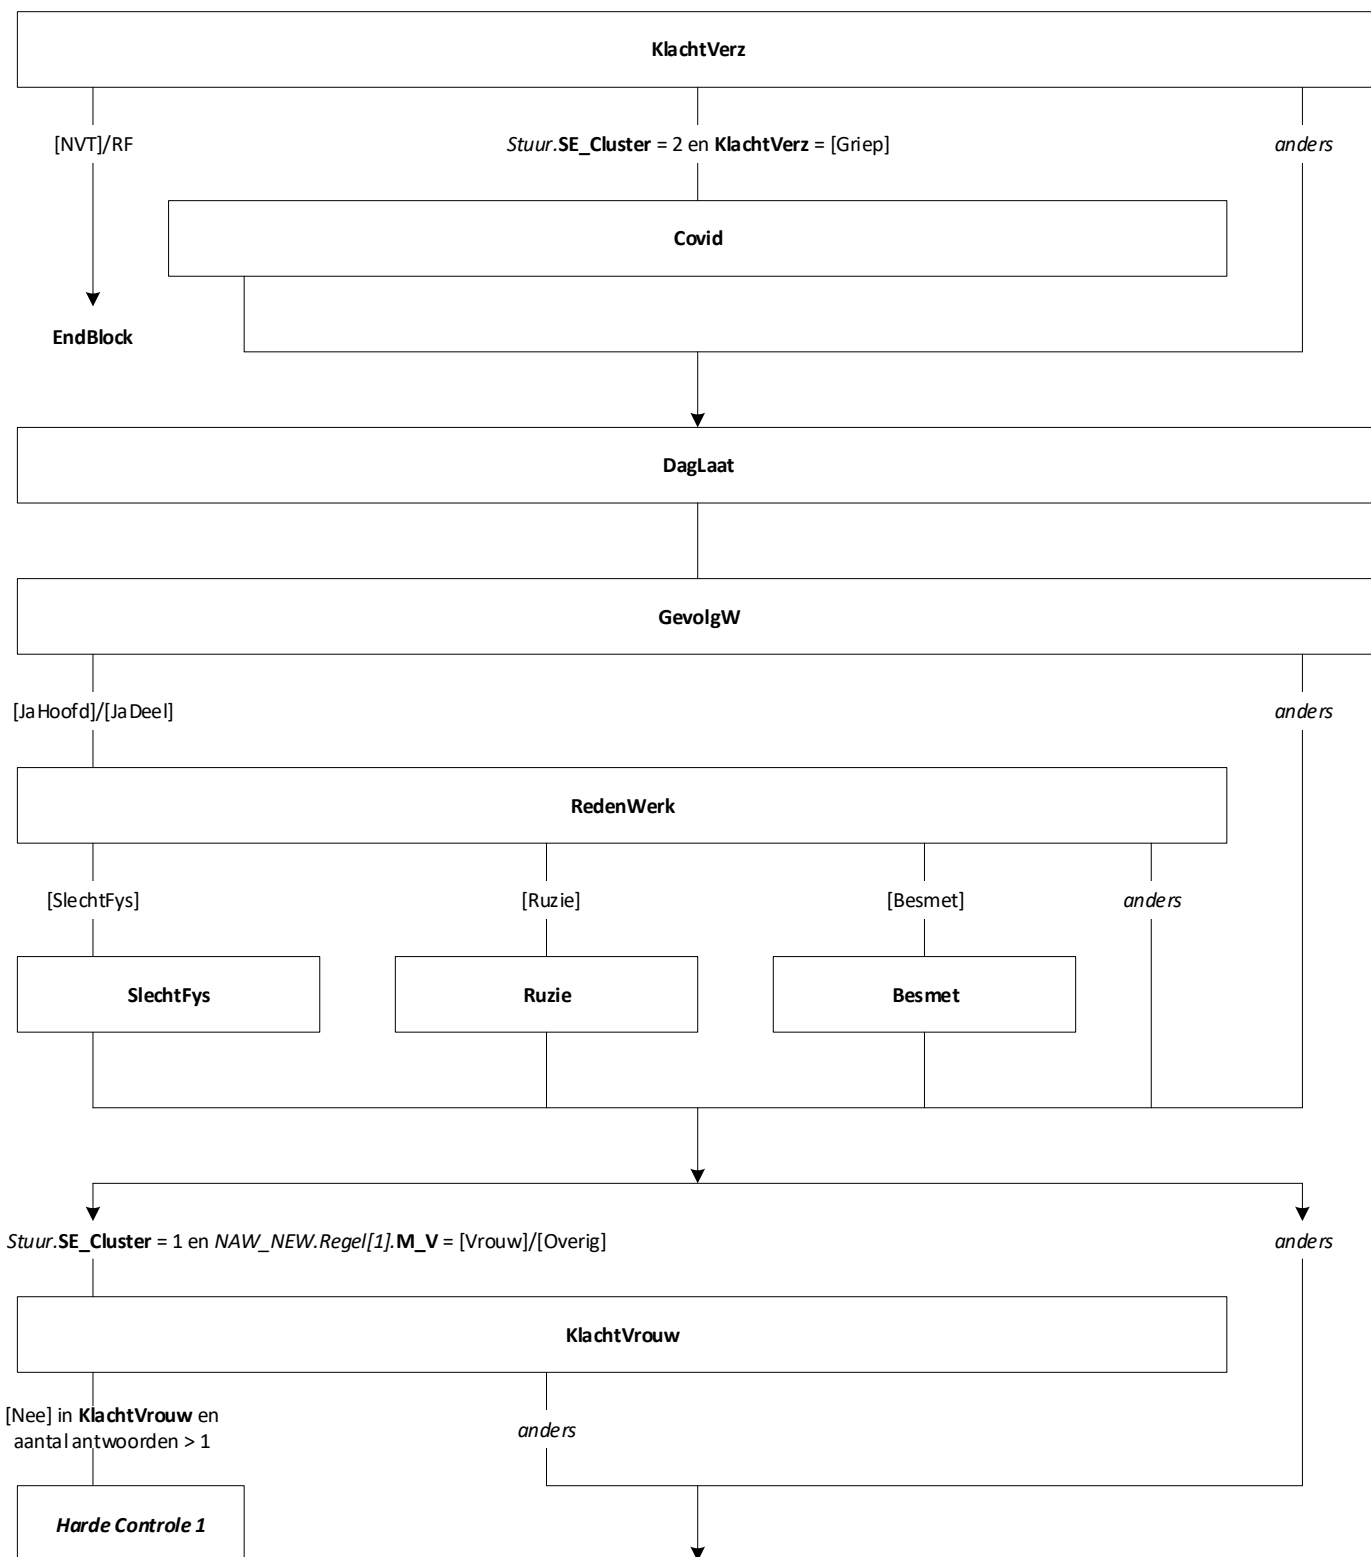 KlachtVerz
[NVT]/RF
Stuur.SE_Cluster = 2 en KlachtVerz = [Griep]
anders
Covid
EndBlock
DagLaat
GevolgW
[JaHoofd]/[JaDeel]
anders
RedenWerk
[SlechtFys]
[Ruzie]
[Besmet]
anders
SlechtFys
Ruzie
Besmet
Stuur.SE_Cluster = 1 en NAW_NEW.Regel[1].M_V = [Vrouw]/[Overig]
anders
KlachtVrouw
[Nee] in KlachtVrouw en
aantal antwoorden > 1
anders
Harde Controle 1